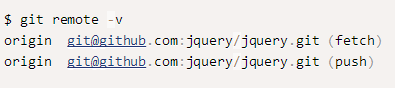 $ git remote -v
origin  git@github.com:jquery/jquery.git (fetch)
origin  git@github.com:jquery/jquery.git (push)